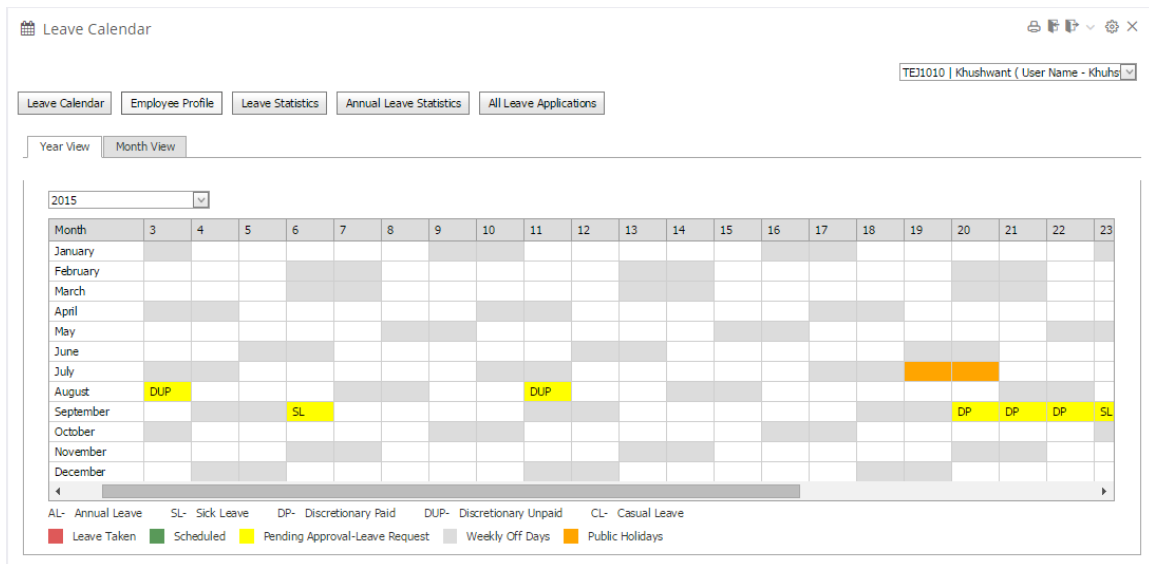 Leave Calendar
TEJ1010 | Khushwant ( User Name - Khuhs
Leave Calendar Employee Profile Leave Statistics Annual Leave Statistics All Leave Applications
Year View Month View
2015
Month 3 4 5 6 7 8 9 10 11 12 13 14 15 16 17 18 19 20 21 22 23
January
February
March
April
May
June
July
August DUP DUP
September SL DP DP DP SL
October
November
December
AL- Annual Leave SL- Sick Leave DP- Discretionary Paid DUP- Discretionary Unpaid CL- Casual Leave
Leave Taken Scheduled Pending Approval-Leave Request Weekly Off Days Public Holidays